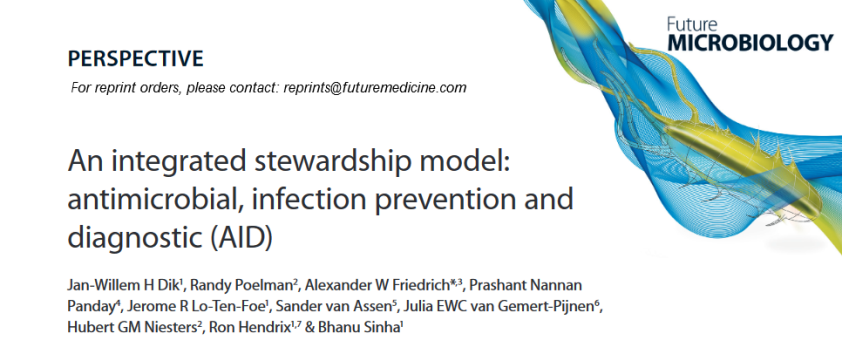 Future
MICROBIOLOGY
PERSPECTIVE
For reprint orders, please contact: reprints@futuremedicine.com
An integrated stewardship model:
antimicrobial, infection prevention and
diagnostic (AID)
Jan-Willem H Dik¹, Randy Poelman², Alexander W Friedrich*,³, Prashant Nannan
Panday⁴, Jerome R Lo-Ten-Foe¹, Sander van Assen⁵, Julia EWC van Gemert-Pijnen⁶,
Hubert GM Niesters², Ron Hendrix¹,⁷ & Bhanu Sinha¹